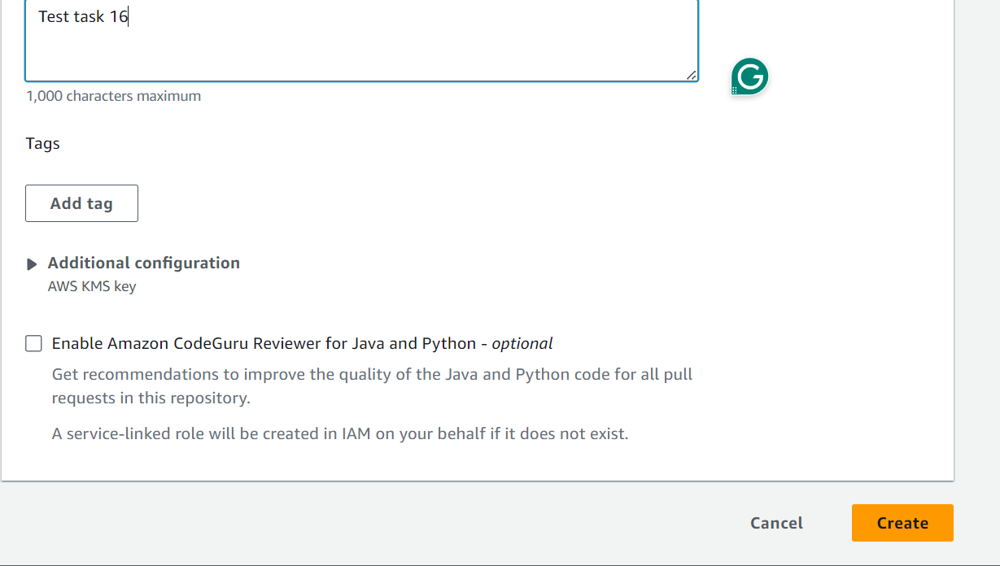 Test task 16
1,000 characters maximum
Tags
Add tag
Additional configuration
AWS KMS key
Enable Amazon CodeGuru Reviewer for Java and Python - optional
Get recommendations to improve the quality of the Java and Python code for all pull
requests in this repository.
A service-linked role will be created in IAM on your behalf if it does not exist.
Cancel
Create